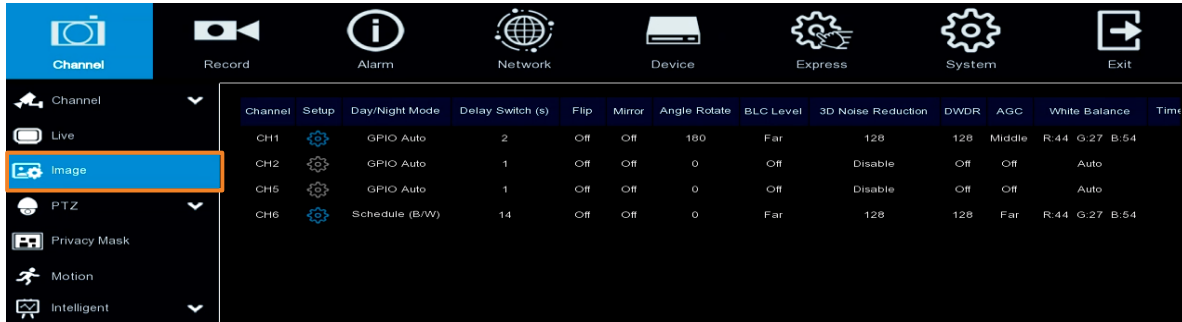 Channel Record Alarm Network Device Express System Exit
Channel
Live
Image
PTZ
Privacy Mask
Motion
Intelligent
Channel Setup Day/Night Mode Delay Switch (s) Flip Mirror Angle Rotate BLC Level 3D Noise Reduction DWDR AGC White Balance Time
CH1 GPIO Auto 2 Off Off 180 Far 128 128 Middle R:44 G:27 B:54
CH2 GPIO Auto 1 Off Off 0 Off Disable Off Off Auto
CH5 GPIO Auto 1 Off Off 0 Off Disable Off Off Auto
CH6 Schedule (B/W) 14 Off Off 0 Far 128 128 Far R:44 G:27 B:54